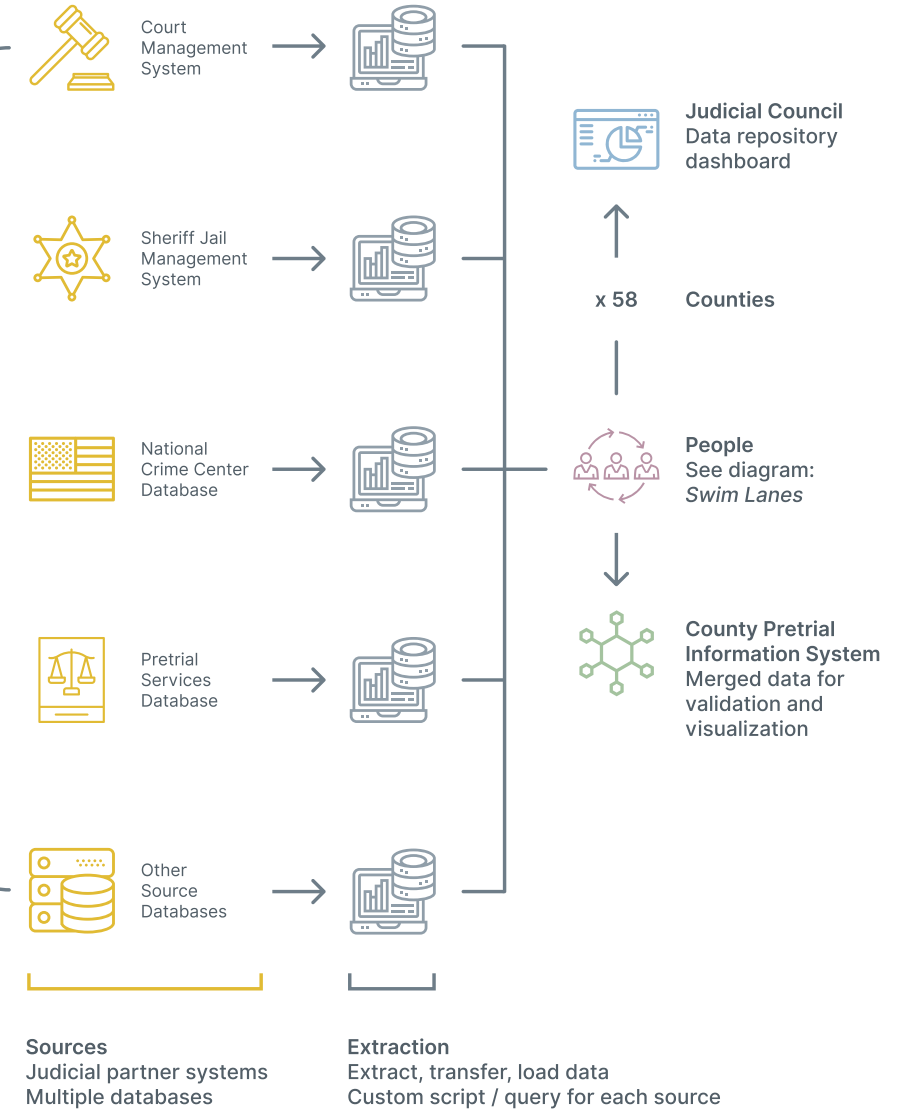 Court
Management
System
Sheriff Jail
Management
System
National
Crime Center
Database
Pretrial
Services
Database
Other
Source
Databases
Judicial Council
Data repository
dashboard
x 58
Counties
People
See diagram:
Swim Lanes
County Pretrial
Information System
Merged data for
validation and
visualization
Sources
Judicial partner systems
Multiple databases
Extraction
Extract, transfer, load data
Custom script / query for each source